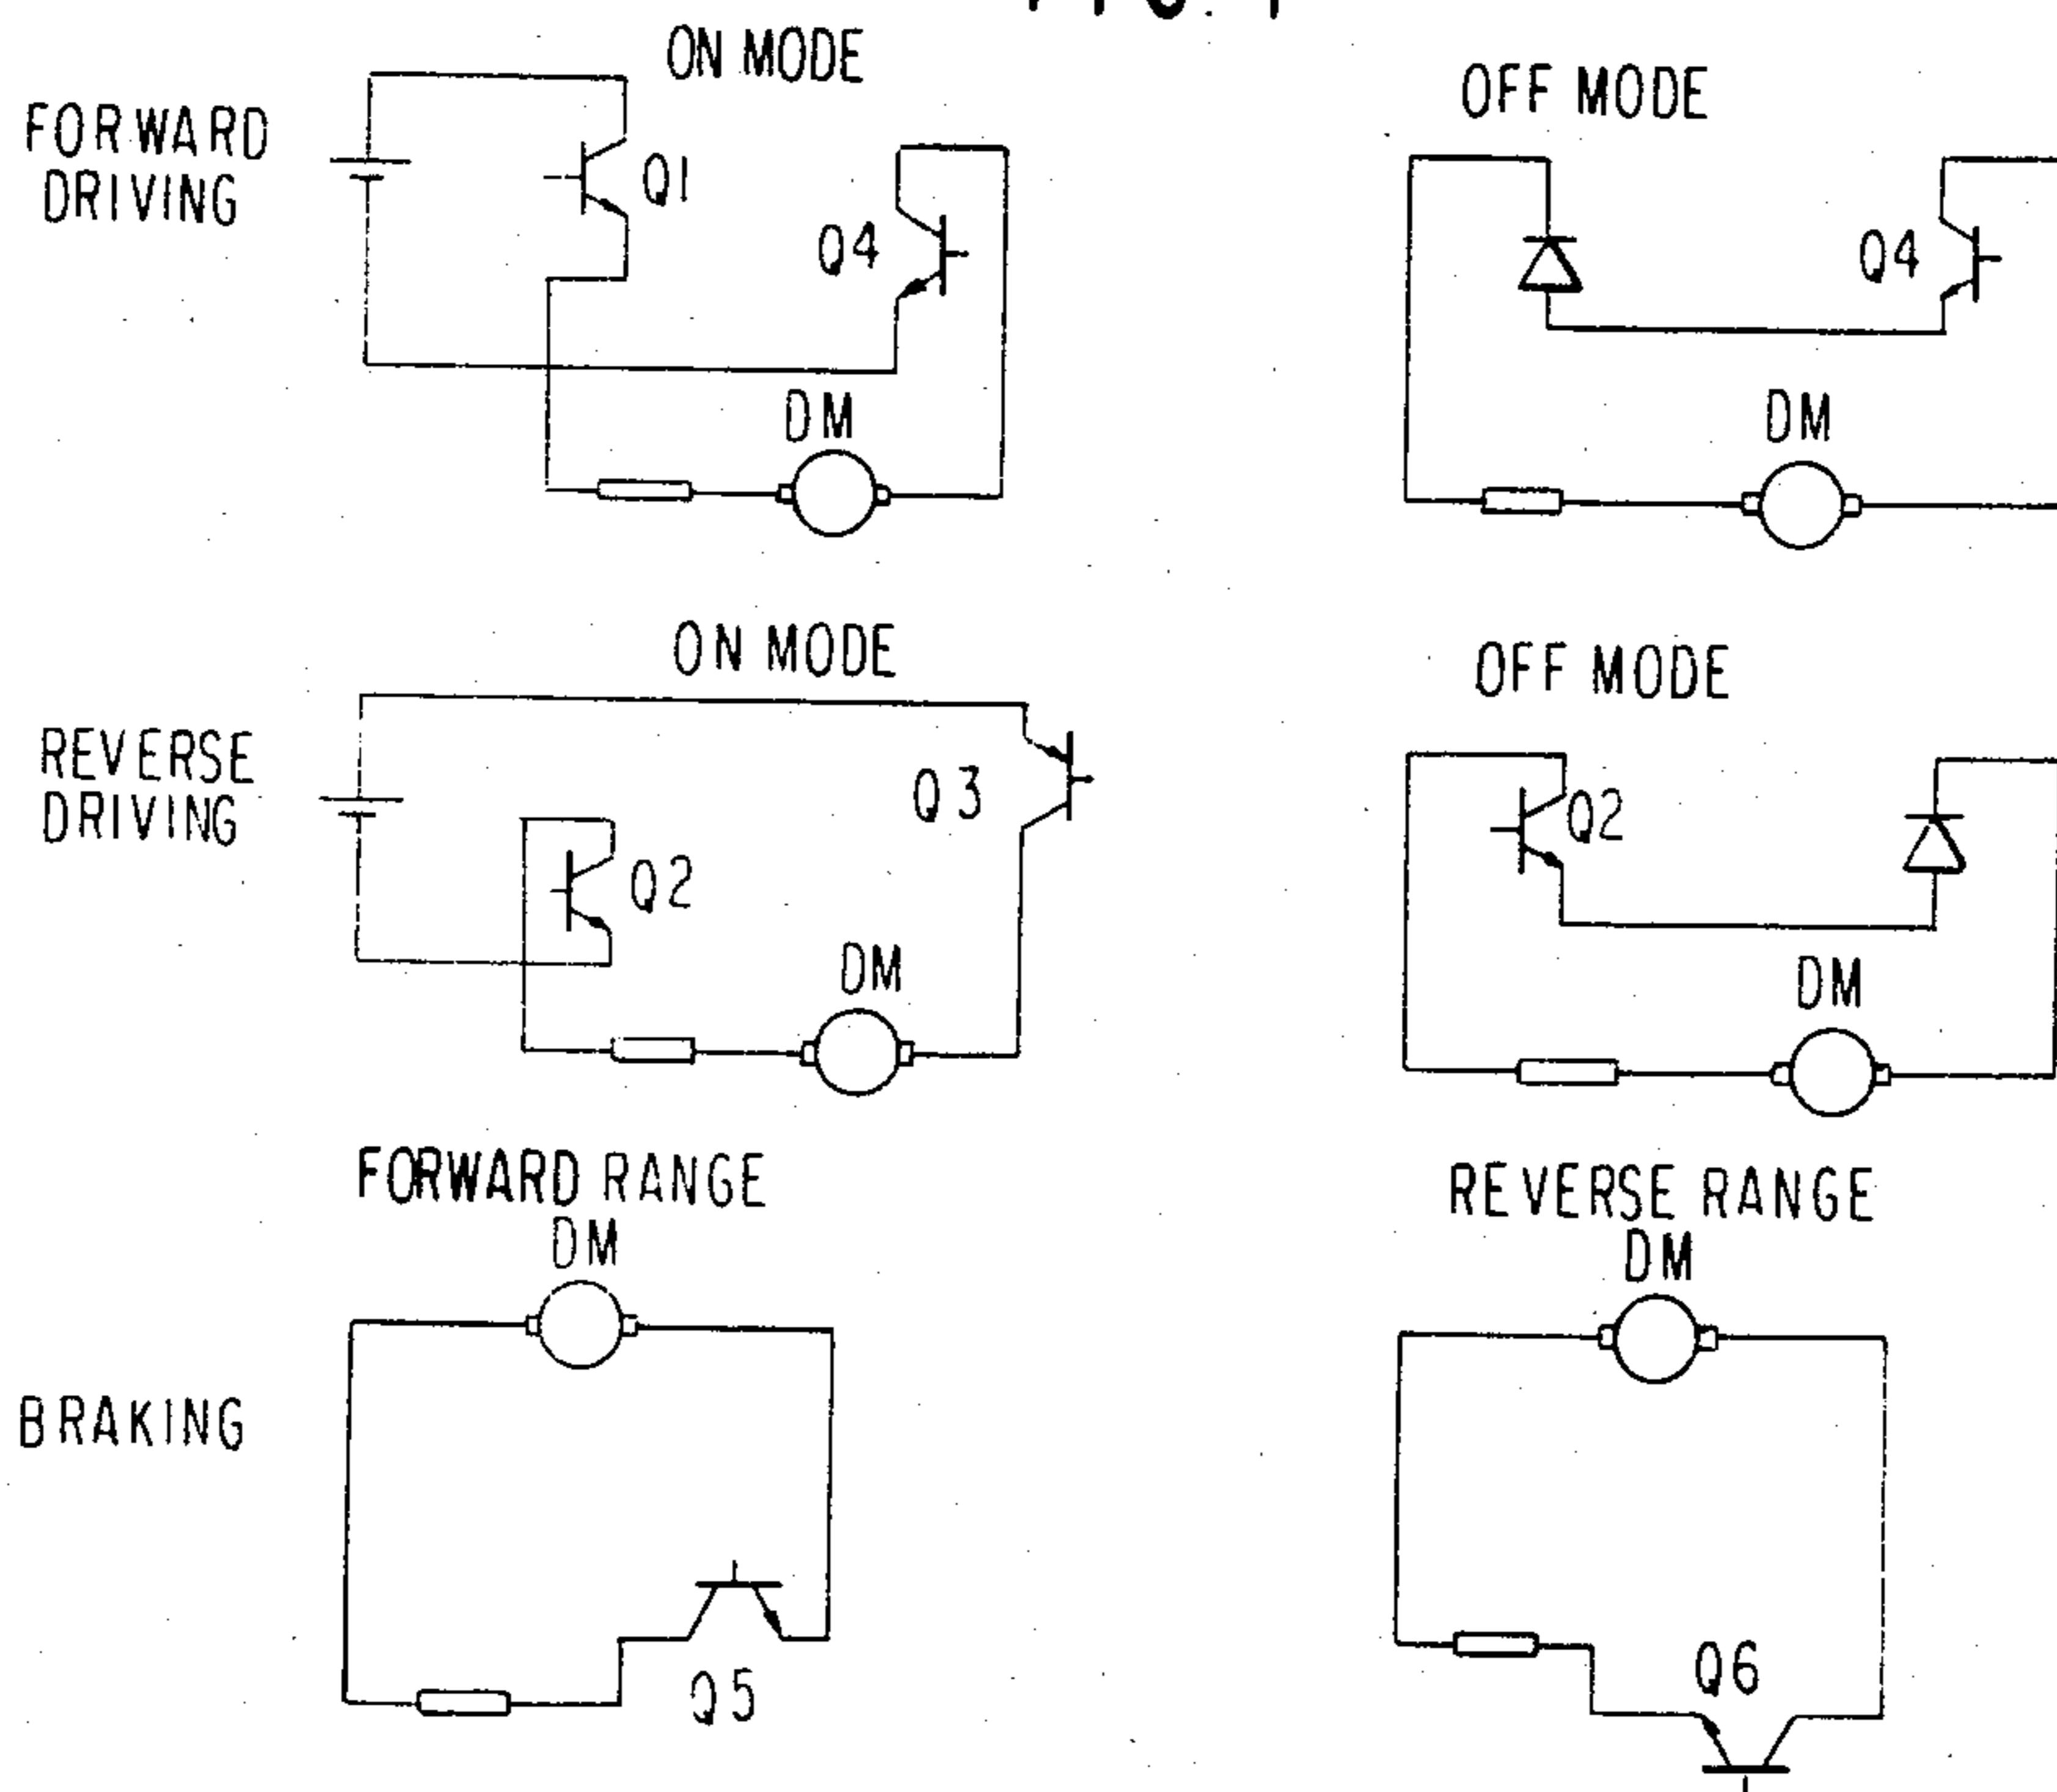 ON MODE
OFF MODE
FORWARD
DRIVING
Q1
Q4
Q4
DM
DM
ON MODE
OFF MODE
REVERSE
DRIVING
Q3
Q2
Q2
DM
DM
FORWARD RANGE
REVERSE RANGE
DM
DM
BRAKING
Q5
Q6